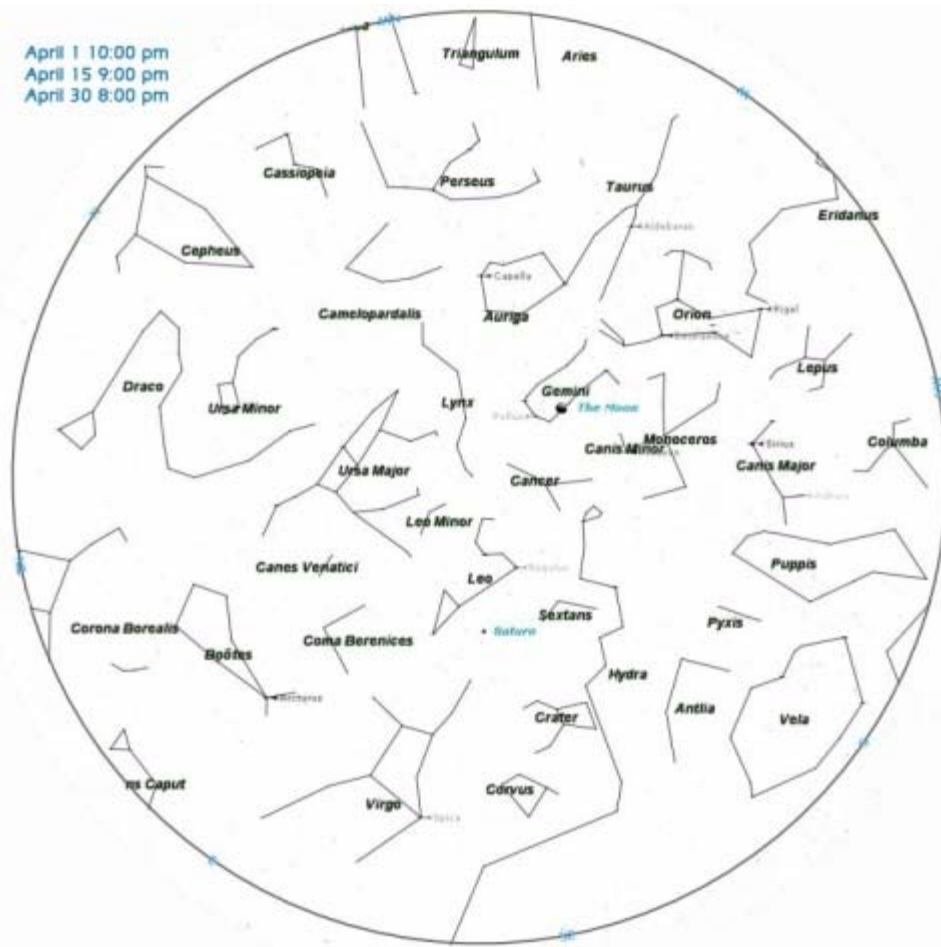 April 1 10:00 pm
April 15 9:00 pm
April 30 8:00 pm
Triangulum
Aries
Cassiopeia
Perseus
Taurus
Eridanus
Aldebaran
Cepheus
Capella
Camelopardalis
Auriga
Orion
Rigel
Lepus
Draco
Ursa Minor
Lynx
Gemini
The Moon
Monoceros
Canis Minor
Sirius
Columba
Ursa Major
Canis Major
Cancer
Leo Minor
Canes Venatici
Leo
Regulus
Puppis
Sextans
Pyxis
Corona Borealis
Saturn
Coma Berenices
Boötes
Hydra
Arcturus
Antlia
Crater
Vela
ns Caput
Corvus
Virgo
Spica